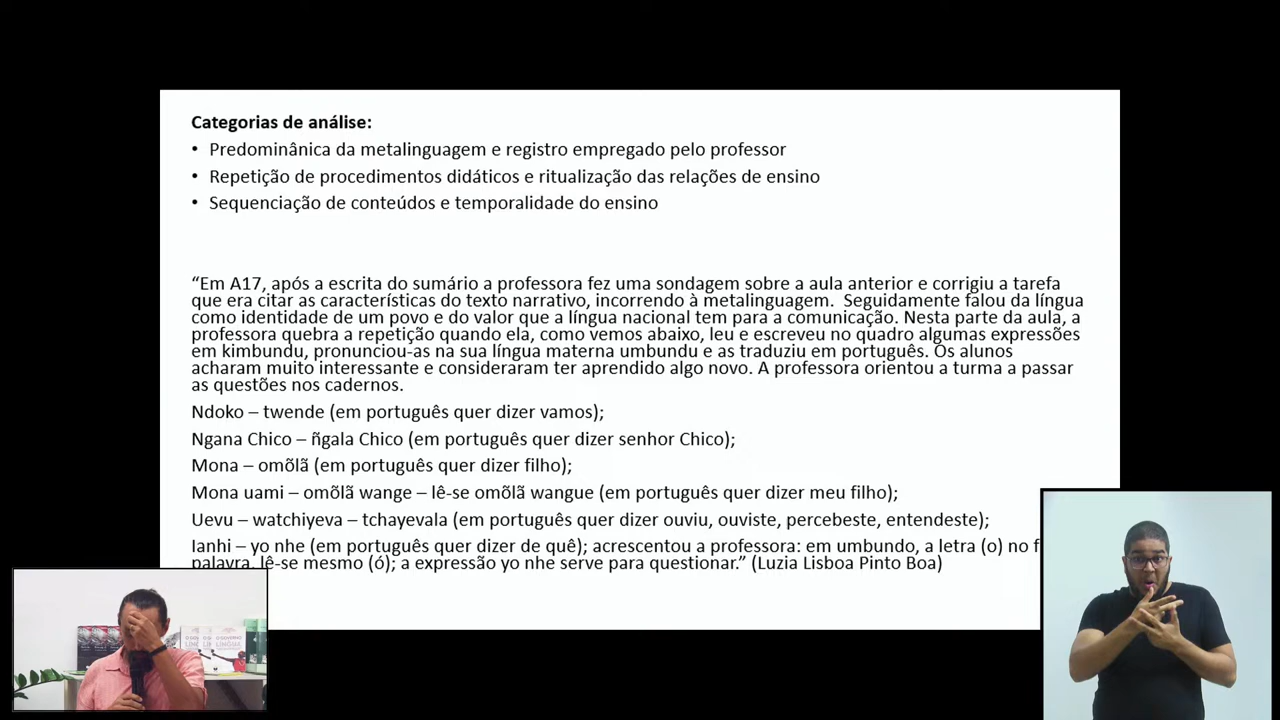 Categorias de análise:
• Predominânica da metalinguagem e registro empregado pelo professor
• Repetição de procedimentos didáticos e ritualização das relações de ensino
• Sequenciação de conteúdos e temporalidade do ensino
“Em A17, após a escrita do sumário a professora fez uma sondagem sobre a aula anterior e corrigiu a tarefa
que era citar as características do texto narrativo, incorrendo à metalinguagem. Seguidamente falou da língua
como identidade de um povo e do valor que a língua nacional tem para a comunicação. Nesta parte da aula, a
professora quebra a repetição quando ela, como vemos abaixo, leu e escreveu no quadro algumas expressões
em kimbundu, pronunciou-as na sua língua materna umbundu e as traduziu em português. Os alunos
acharam muito interessante e consideraram ter aprendido algo novo. A professora orientou a turma a passar
as questões nos cadernos.
Ndoko – twende (em português quer dizer vamos);
Ngana Chico – ñgala Chico (em português quer dizer senhor Chico);
Mona – omõlã (em português quer dizer filho);
Mona uami – omõlã wange – lê-se omõlã wangue (em português quer dizer meu filho);
Uevu – watchiyeva – tchayevala (em português quer dizer ouviu, ouviste, percebeste, entendeste);
Ianhi – yo nhe (em português quer dizer de quê); acrescentou a professora: em umbundo, a letra (o) no
palavra, lê-se mesmo (ó); a expressão yo nhe serve para questionar.” (Luzia Lisboa Pinto Boa)